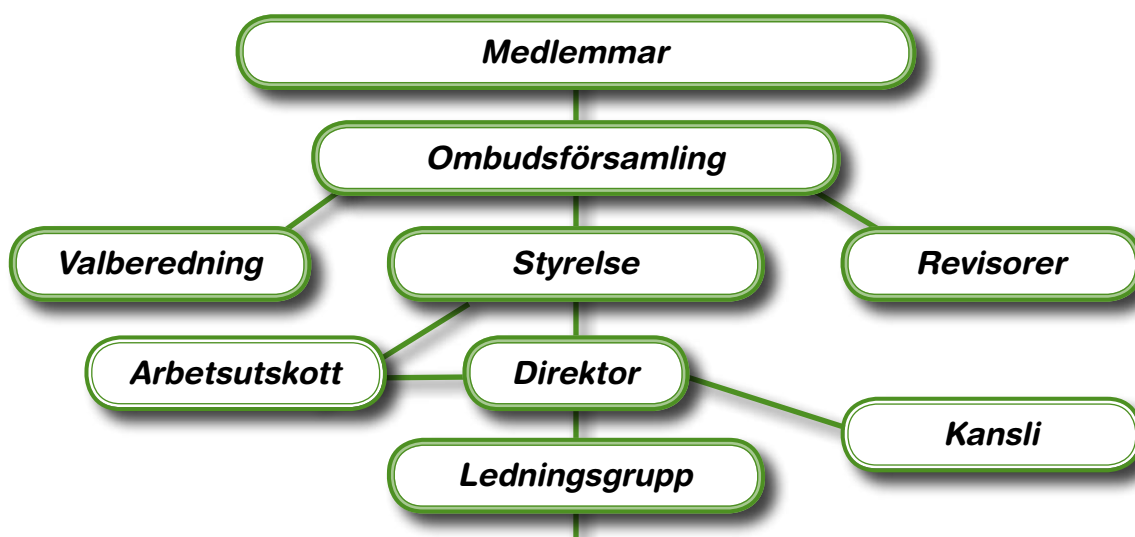 Medlemmar
Ombudsförsamling
Valberedning
Styrelse
Revisorer
Arbetsutskott
Direktor
Kansli
Ledningsgrupp